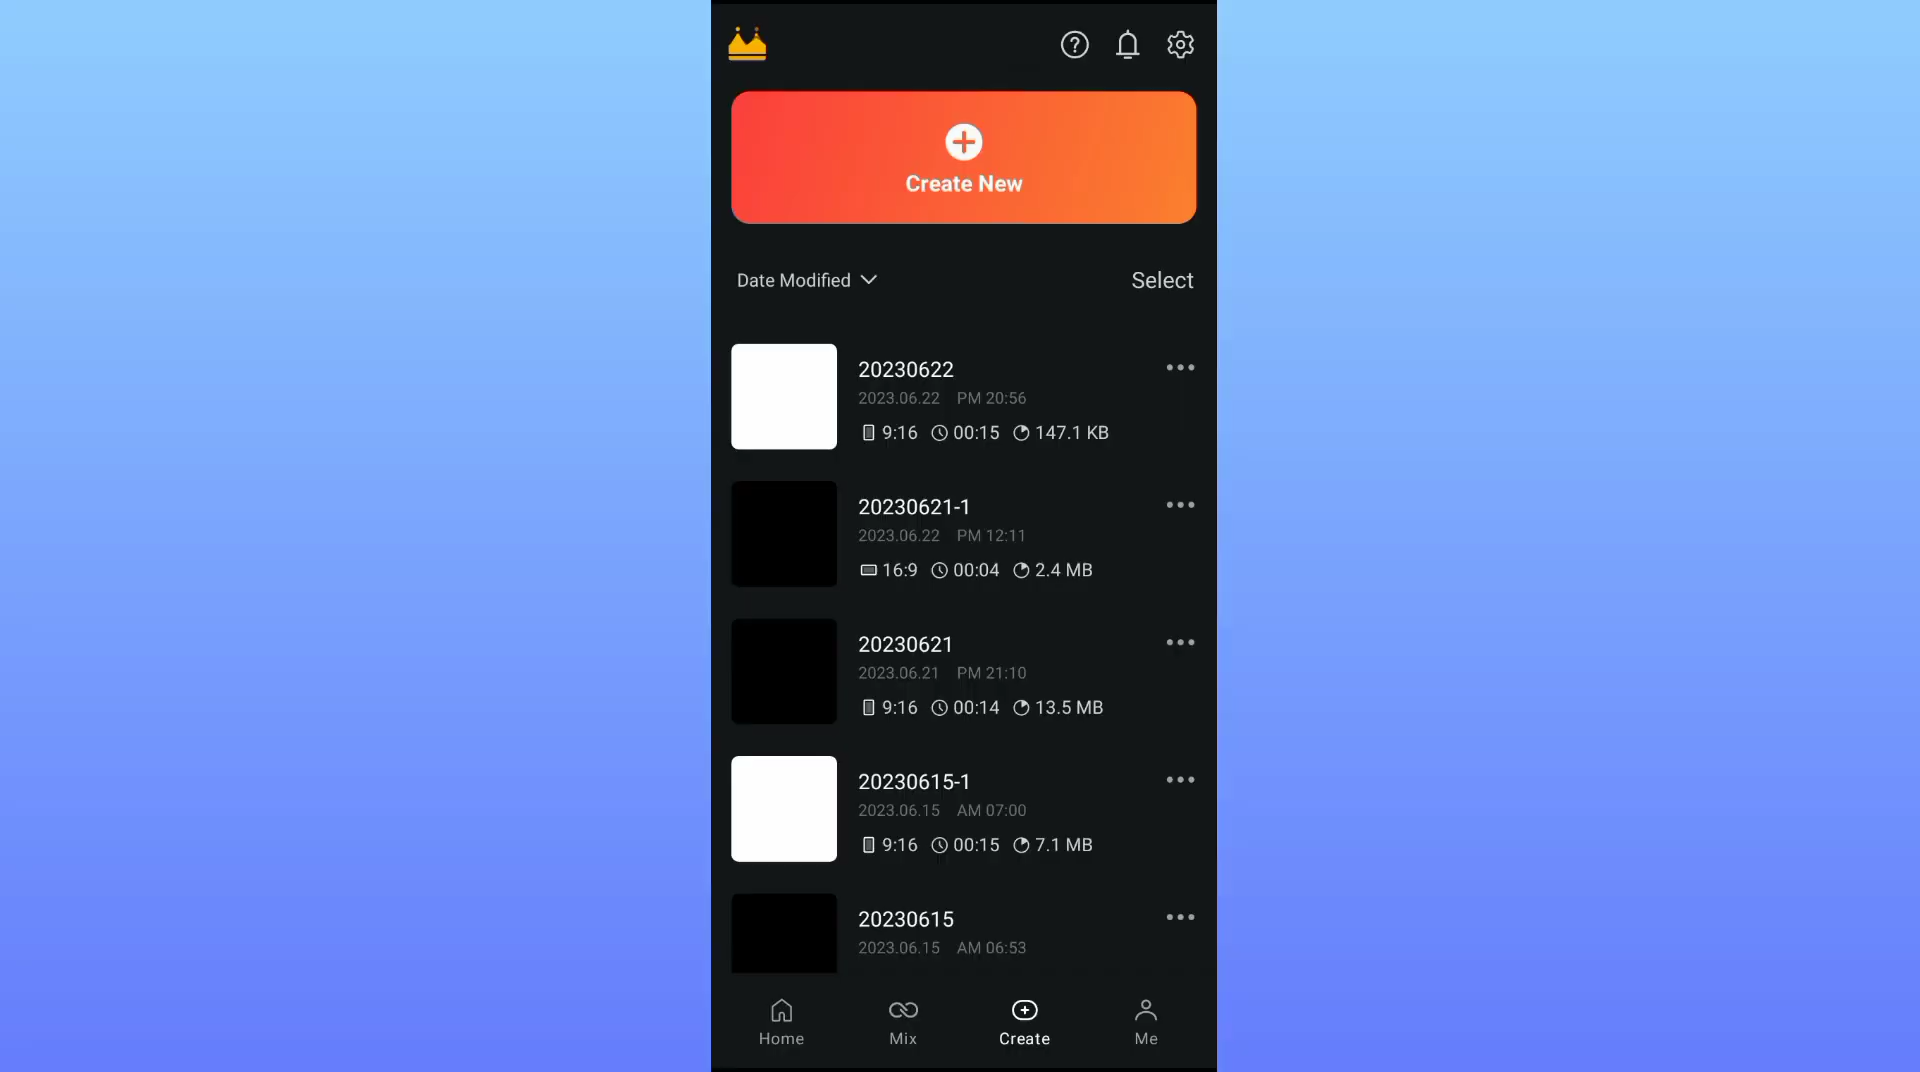 Create New
Date Modified
Select
20230622
2023.06.22 PM 20:56
9:16 00:15 147.1 KB
20230621-1
2023.06.22 PM 12:11
16:9 00:04 2.4 MB
20230621
2023.06.21 PM 21:10
9:16 00:14 13.5 MB
20230615-1
2023.06.15 AM 07:00
9:16 00:15 7.1 MB
20230615
2023.06.15 AM 06:53
Home
Mix
Create
Me